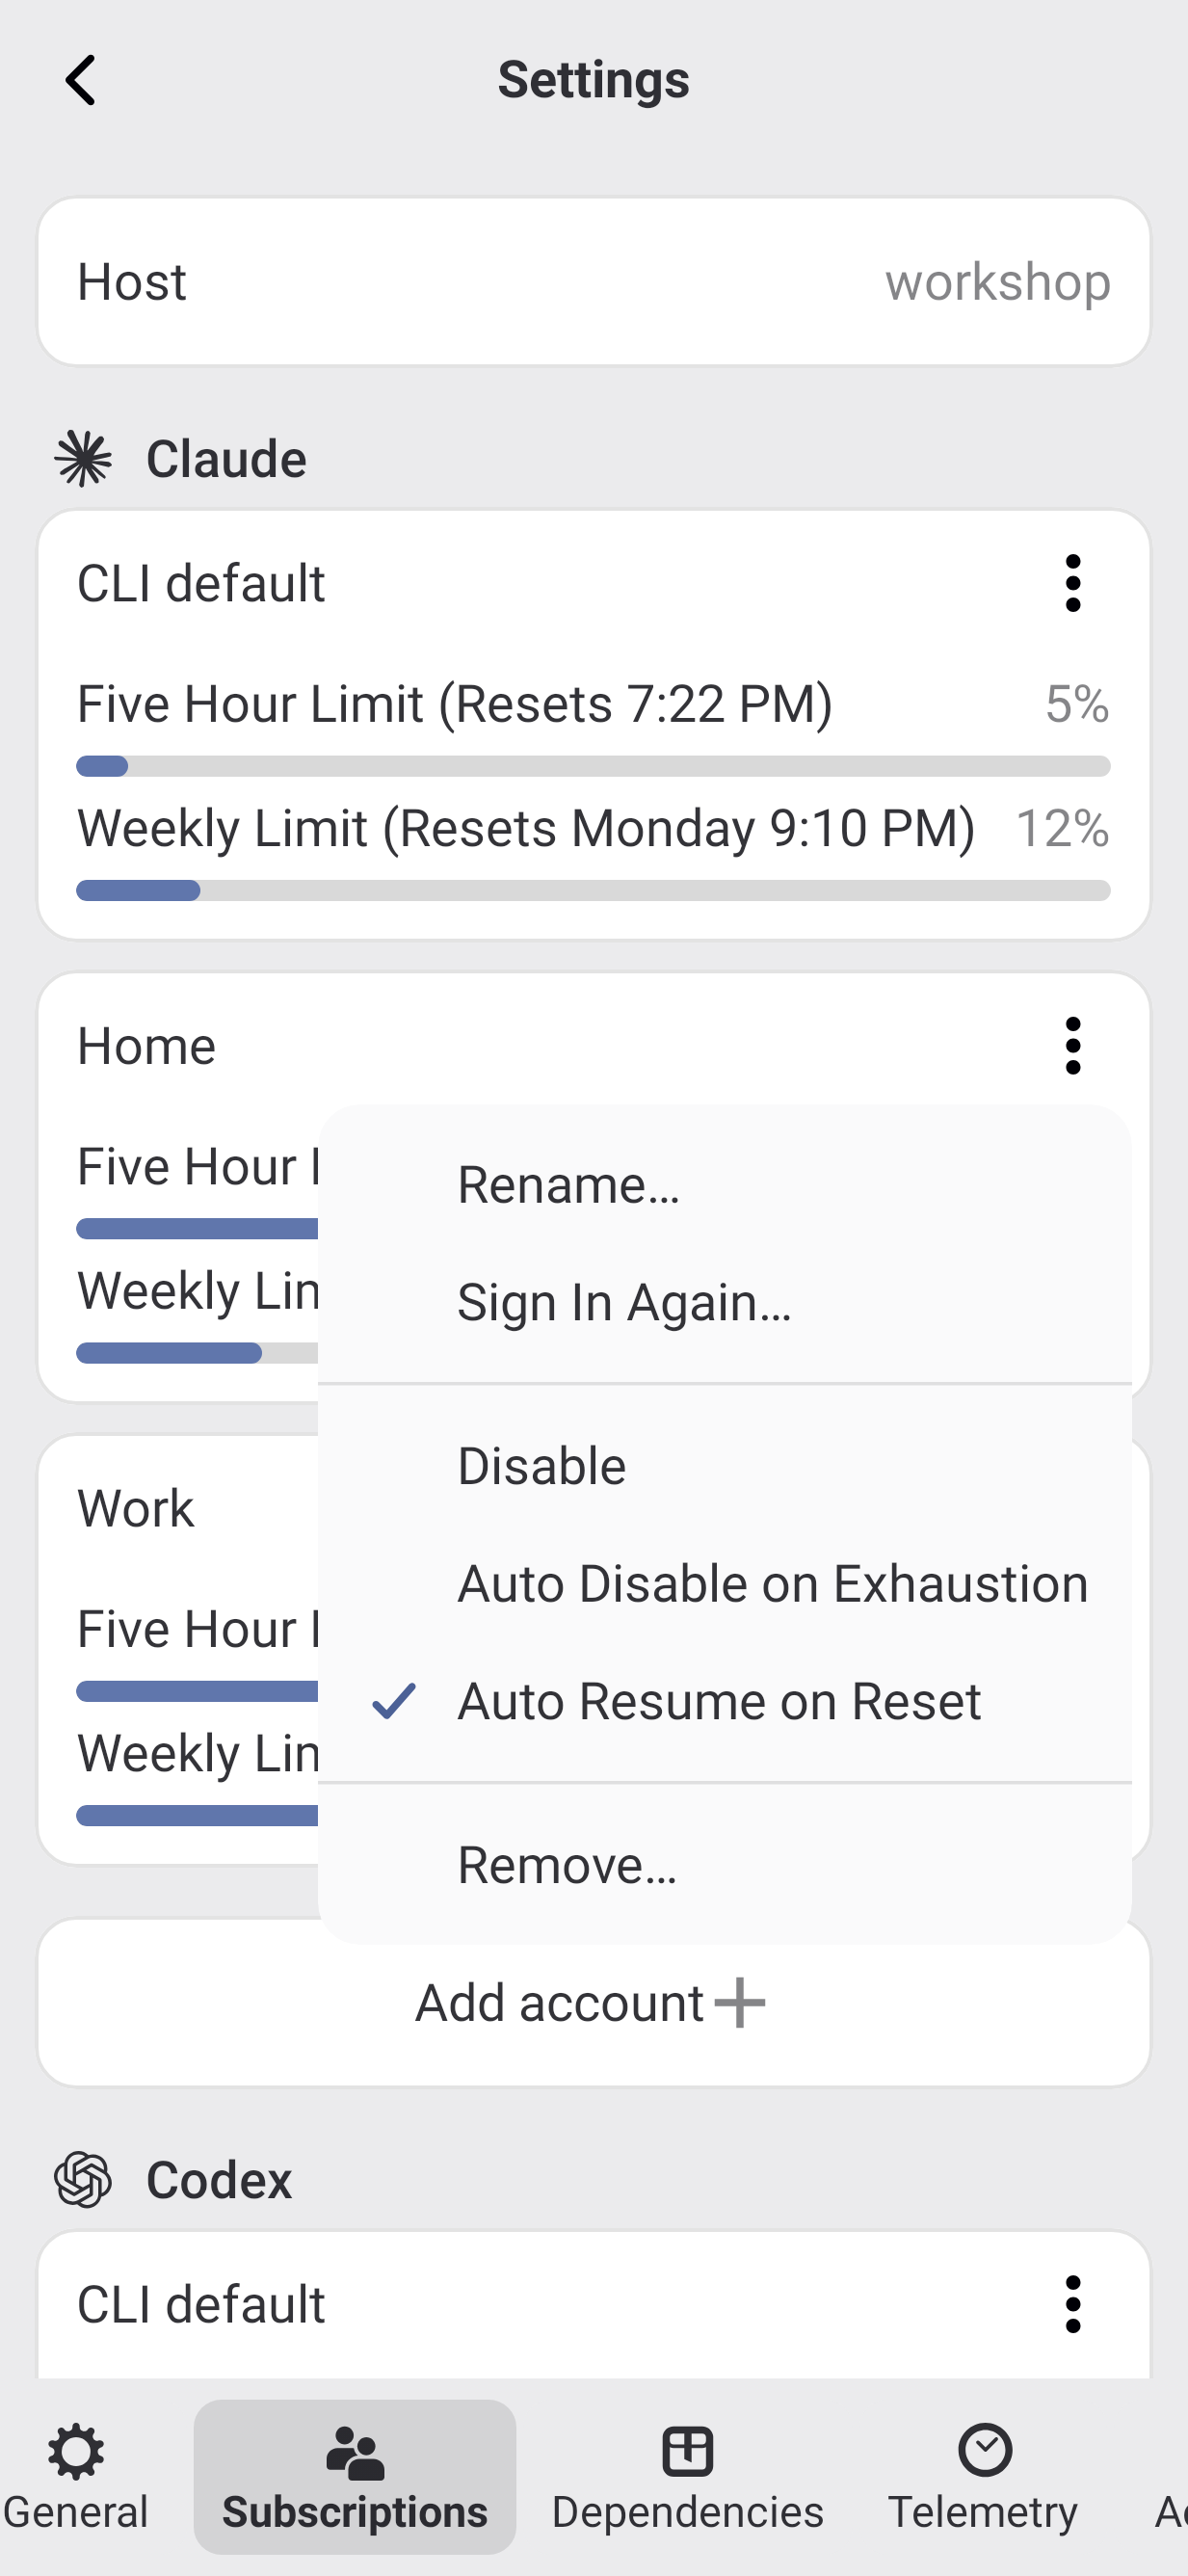 Settings
Host workshop
Claude
CLI default
Five Hour Limit (Resets 7:22 PM) 5%
Weekly Limit (Resets Monday 9:10 PM) 12%
Home
Five Hour
Rename…
Weekly
Sign In Again…
Disable
Work
Auto Disable on Exhaustion
Five Hour
Auto Resume on Reset
Weekly
Remove…
Add account
Codex
CLI default
General Subscriptions Dependencies Telemetry